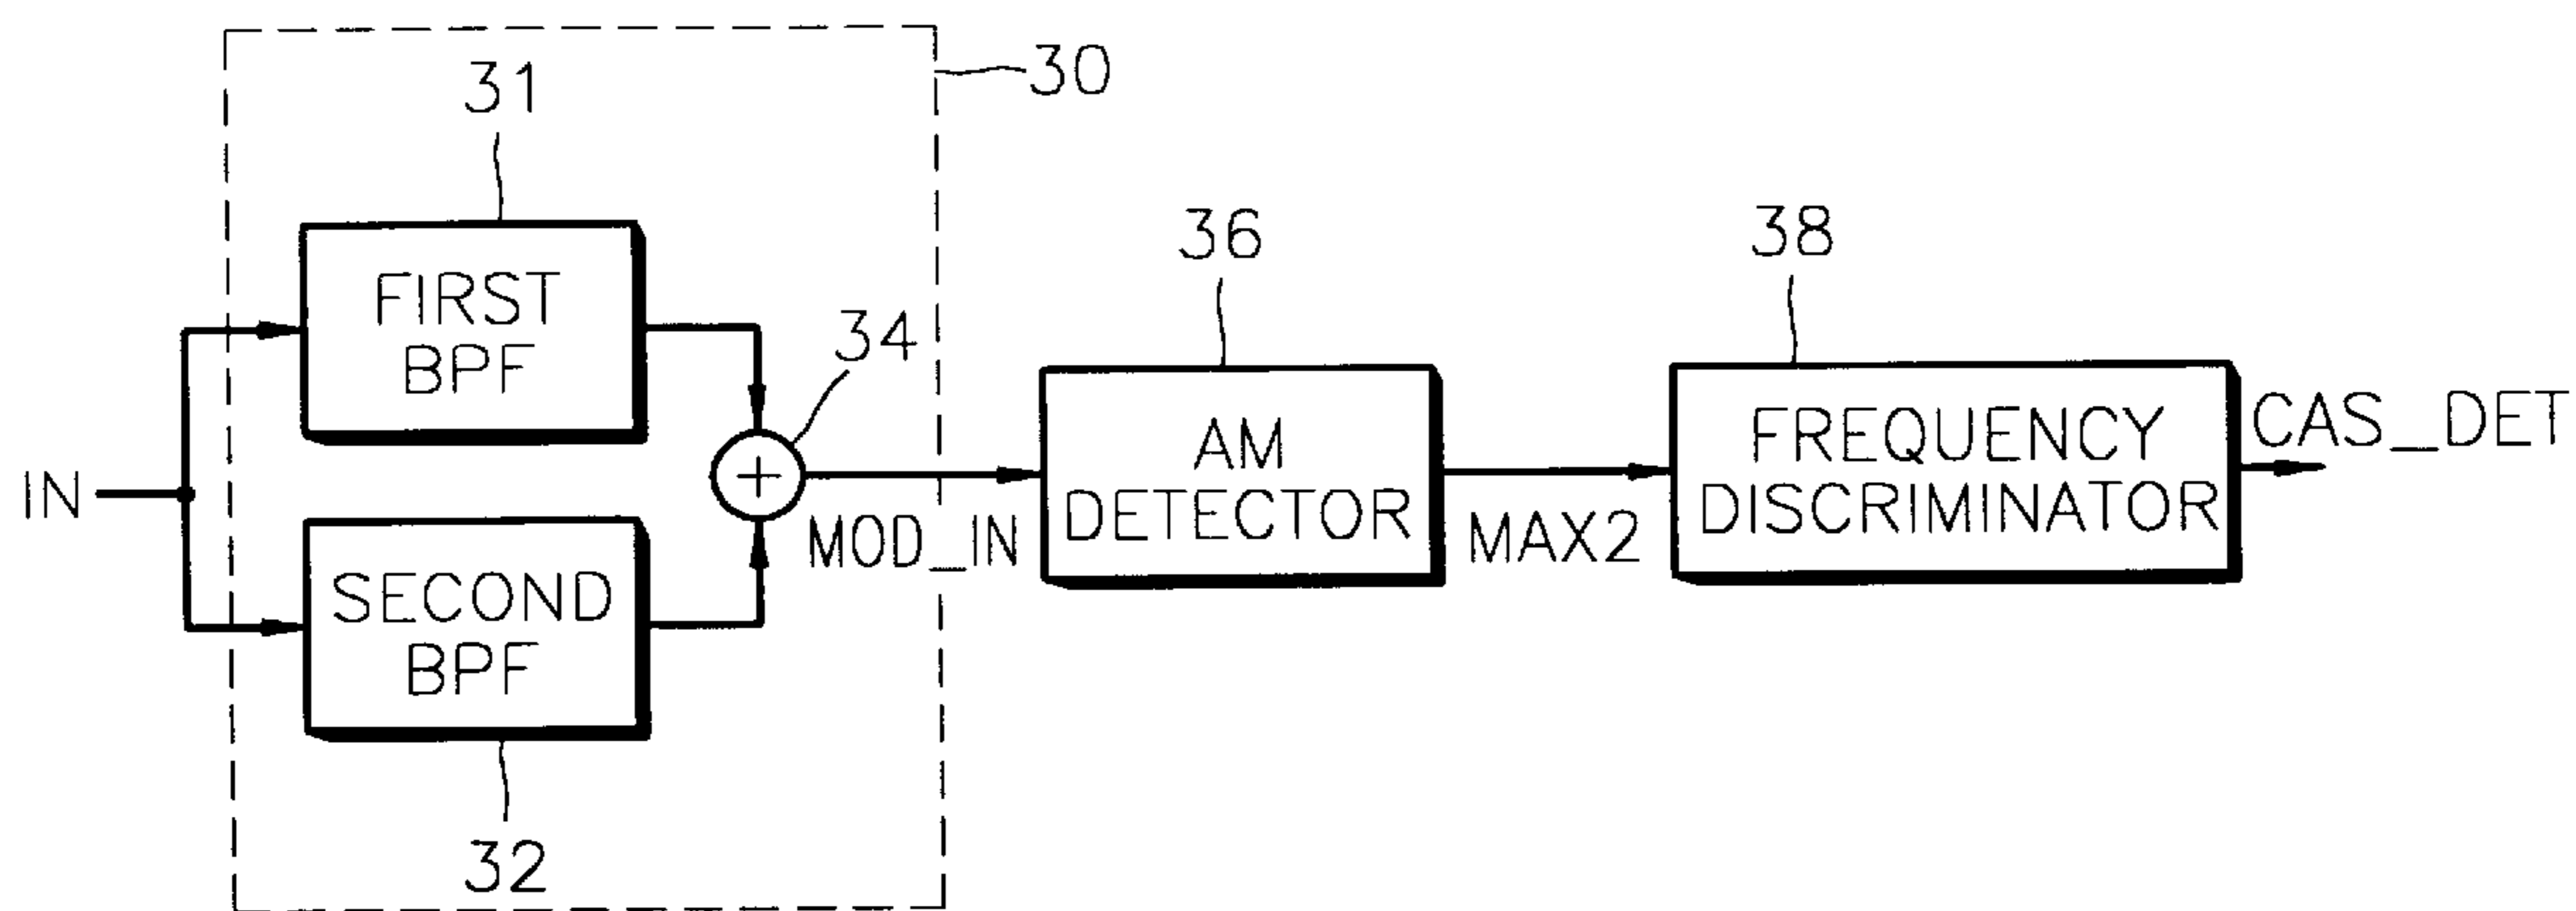 30
31
FIRST
BPF
34
IN
MOD_IN
SECOND
BPF
32
36
AM
DETECTOR
MAX2
38
FREQUENCY
DISCRIMINATOR
CAS_DET